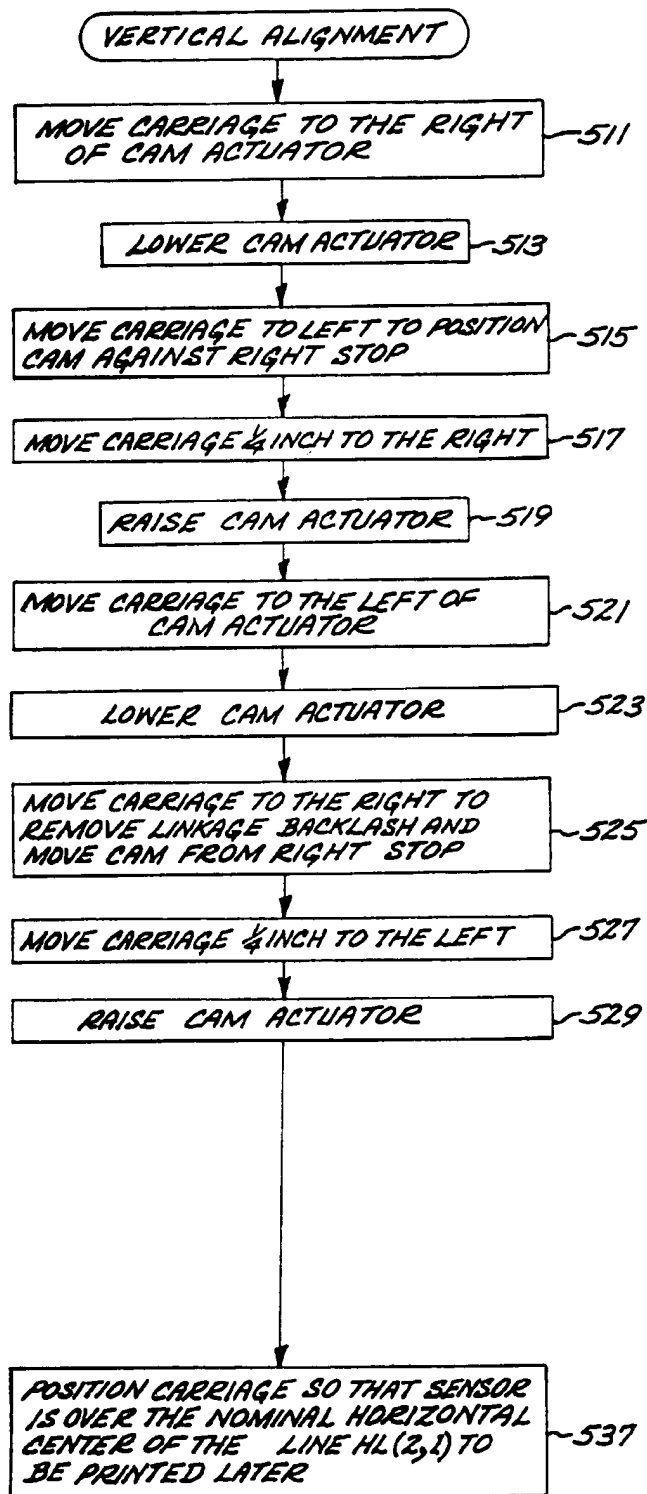 VERTICAL ALIGNMENT
MOVE CARRIAGE TO THE RIGHT
OF CAM ACTUATOR
511
LOWER CAM ACTUATOR
513
MOVE CARRIAGE TO LEFT TO POSITION
CAM AGAINST RIGHT STOP
515
MOVE CARRIAGE 1/4 INCH TO THE RIGHT
517
RAISE CAM ACTUATOR
519
MOVE CARRIAGE TO THE LEFT OF
CAM ACTUATOR
521
LOWER CAM ACTUATOR
523
MOVE CARRIAGE TO THE RIGHT TO
REMOVE LINKAGE BACKLASH AND
MOVE CAM FROM RIGHT STOP
525
MOVE CARRIAGE 1/4 INCH TO THE LEFT
527
RAISE CAM ACTUATOR
529
POSITION CARRIAGE SO THAT SENSOR
IS OVER THE NOMINAL HORIZONTAL
CENTER OF THE LINE HL(2,1) TO
BE PRINTED LATER
537